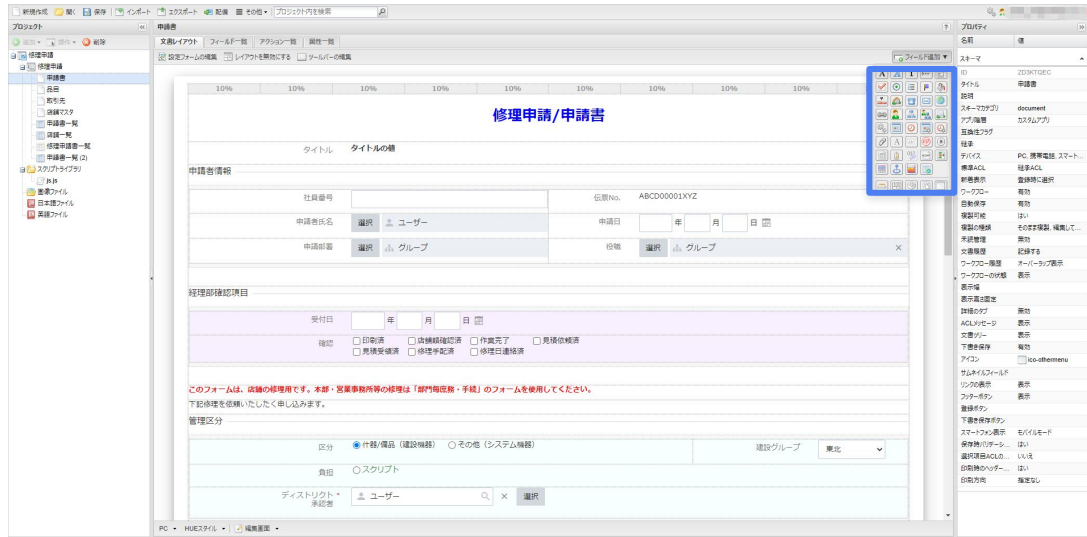 新規作成 開く 保存 インポート エクスポート 配備 その他 プロジェクト内を検索
プロジェクト
追加 操作 削除
修理申請
修理申請
申請書
品目
取引先
店舗マスタ
申請書一覧
店舗一覧
修理申請書一覧
申請書一覧 (2)
スクリプトライブラリ
js.js
画像ファイル
日本語ファイル
英語ファイル
申請書
文書レイアウト フィールド一覧 アクション一覧 属性一覧
設定フォームの編集 レイアウトを無効にする ツールバーの編集 フィールド追加
10% 10% 10% 10% 10% 10% 10% 10% 10%
修理申請/申請書
タイトル タイトルの値
申請者情報
社員番号 伝票No. ABCD00001XYZ
申請者氏名 選択 ユーザー 申請日 年 月 日
申請部署 選択 グループ 役職 選択 グループ
経理部確認項目
受付日 年 月 日
確認 印刷済 店舗額確認済 作業完了 見積依頼済
見積受領済 修理手配済 修理日連絡済
このフォームは、店舗の修理用です。本部・営業事務所等の修理は「部門毎庶務・手続」のフォームを使用してください。
下記修理を依頼いたしたく申し込みます。
管理区分
区分 什器/備品（建設機器） その他（システム機器） 建設グループ 東北
負担 スクリプト
ディストリクト * ユーザー 選択
承認者
PC HUEスタイル 編集画面
プロパティ
名前 値
スキーマ
ID ZD3KTQEC
タイトル 申請書
説明
スキーマカテゴリ document
アプリ階層 カスタムアプリ
互換性フラグ
継承
デバイス PC, 携帯電話, スマート...
標準ACL 継承ACL
新着表示 登録時に選択
ワークフロー 有効
自動保存 有効
複製可能 はい
複製の種類 そのまま複製, 編集して...
未読管理 無効
文書履歴 記録する
ワークフロー履歴 オーバーラップ表示
ワークフローの状態 表示
表示幅
表示高さ固定
詳細のタブ 無効
ACLメッセージ 表示
文書ツリー 表示
下書き保存 有効
アイコン ico-othermenu
サムネイルフィールド
リンクの表示 表示
フッターボタン 表示
登録ボタン
下書き保存ボタン
スマートフォン表示 モバイルモード
保存時バリデーシ... はい
選択項目ACLの... いいえ
印刷時のヘッダー... はい
印刷方向 指定なし